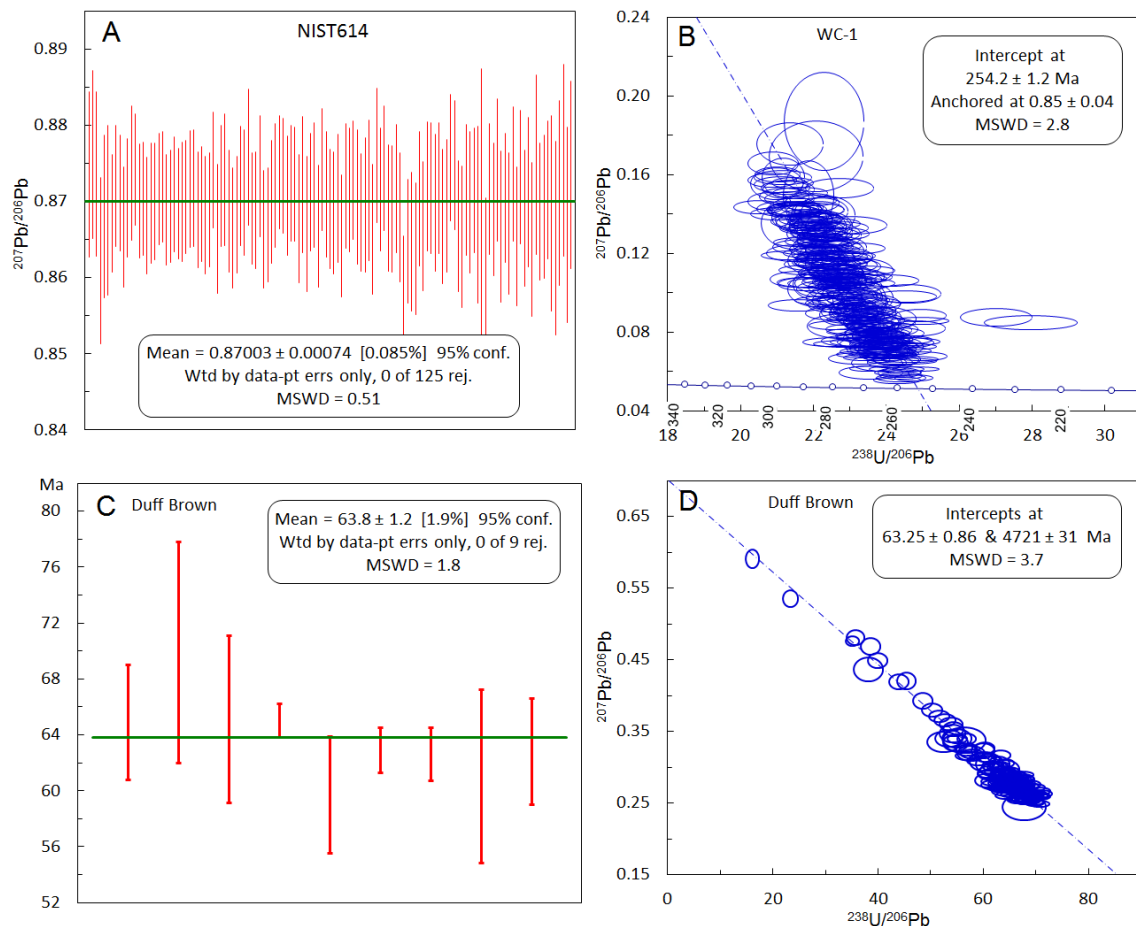 A
NIST614
0.89
0.88
0.87
0.86
0.85
0.84
²⁰⁷Pb/²⁰⁶Pb
Mean = 0.87003 ± 0.00074 [0.085%] 95% conf.
Wtd by data-pt errs only, 0 of 125 rej.
MSWD = 0.51
B
WC-1
0.24
0.20
0.16
0.12
0.08
0.04
²⁰⁷Pb/²⁰⁶Pb
Intercept at
254.2 ± 1.2 Ma
Anchored at 0.85 ± 0.04
MSWD = 2.8
340 320 300 280 260 240 220
18 20 22 24 26 28 30
²³⁸U/²⁰⁶Pb
C
Duff Brown
Ma
80
76
72
68
64
60
56
52
Mean = 63.8 ± 1.2 [1.9%] 95% conf.
Wtd by data-pt errs only, 0 of 9 rej.
MSWD = 1.8
D
Duff Brown
0.65
0.55
0.45
0.35
0.25
0.15
²⁰⁷Pb/²⁰⁶Pb
Intercepts at
63.25 ± 0.86 & 4721 ± 31 Ma
MSWD = 3.7
0 20 40 60 80
²³⁸U/²⁰⁶Pb